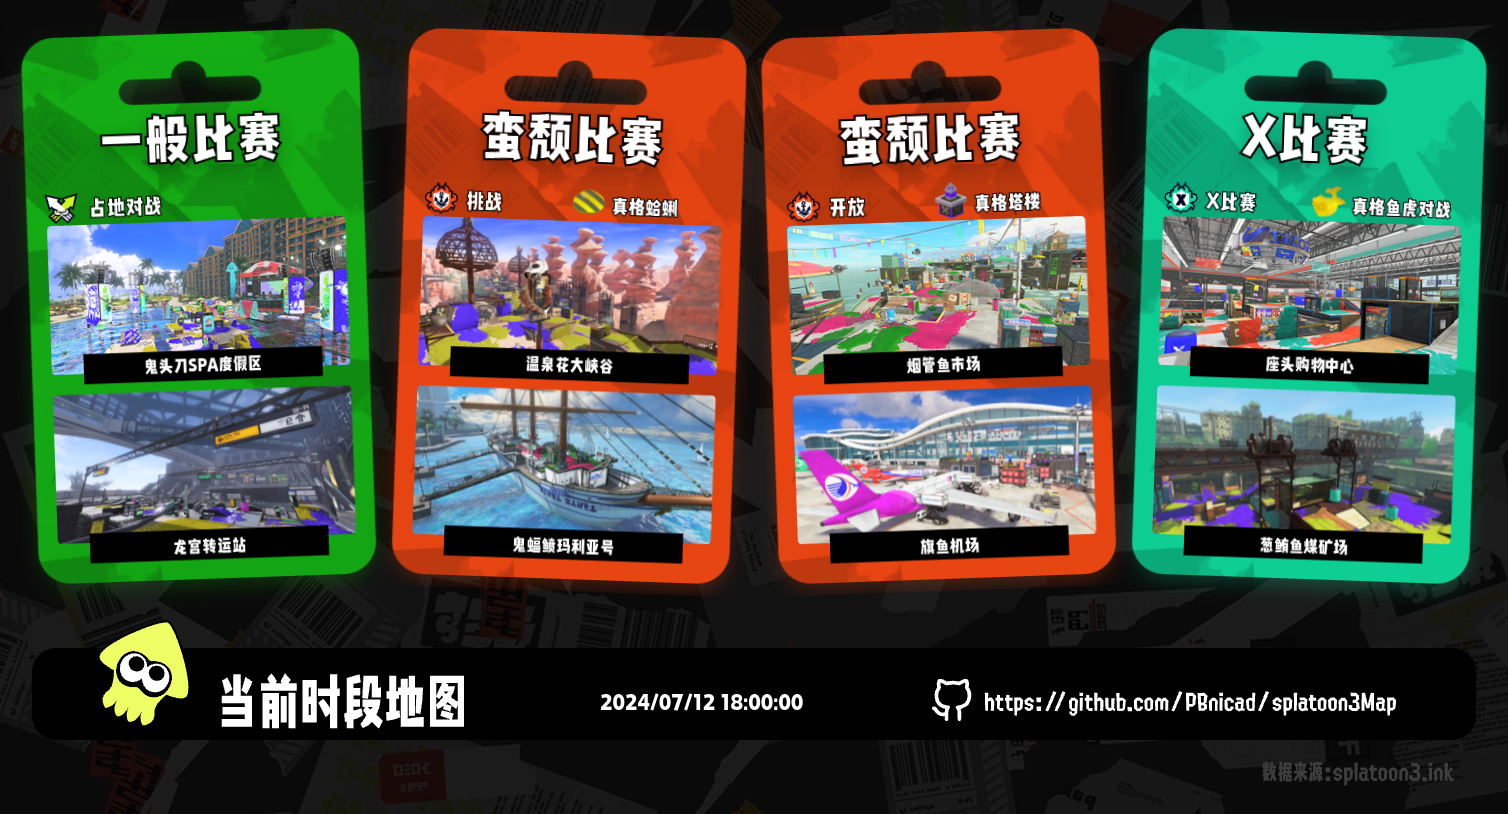 一般比赛
占地对战
鬼头刀SPA度假区
龙宫转运站
蛮颓比赛
挑战
真格蛤蜊
温泉花大峡谷
鬼蝠鲼玛利亚号
蛮颓比赛
开放
真格塔楼
烟管鱼市场
旗鱼机场
X比赛
X比赛
真格鱼虎对战
座头购物中心
葱鲔鱼煤矿场
当前时段地图
2024/07/12 18:00:00
https://github.com/PBnicad/splatoon3Map
数据来源:splatoon3.ink